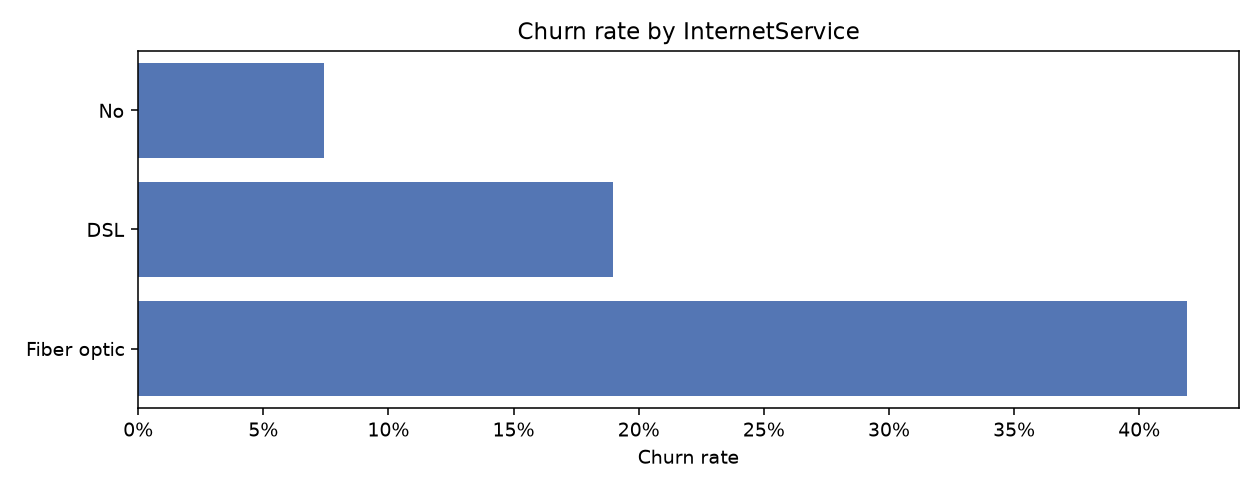 Churn rate by InternetService
No
DSL
Fiber optic
0% 5% 10% 15% 20% 25% 30% 35% 40%
Churn rate